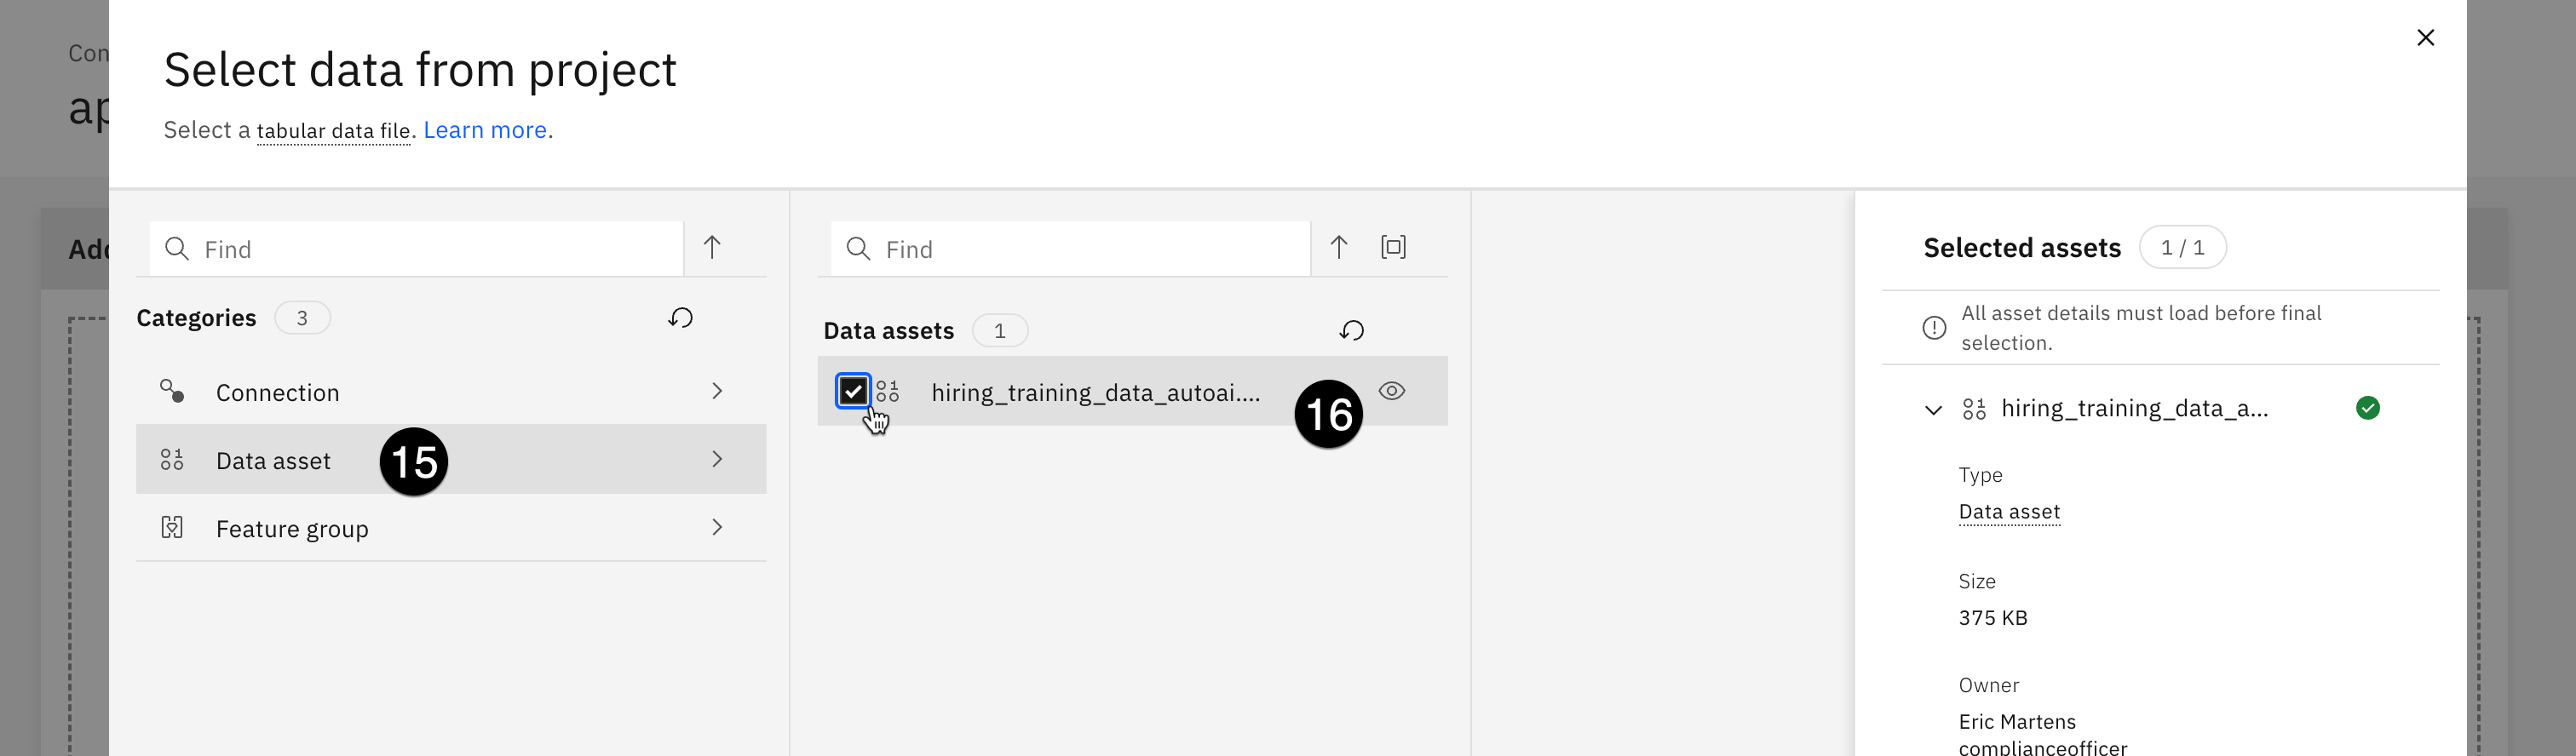 Con
ap
Add
Select data from project
Select a tabular data file. Learn more.
Find
Categories 3
Connection
Data asset 15
Feature group
Find
Data assets 1
hiring_training_data_autoai.... 16
Selected assets 1 / 1
All asset details must load before final
selection.
hiring_training_data_a...
Type
Data asset
Size
375 KB
Owner
Eric Martens
complianceofficer